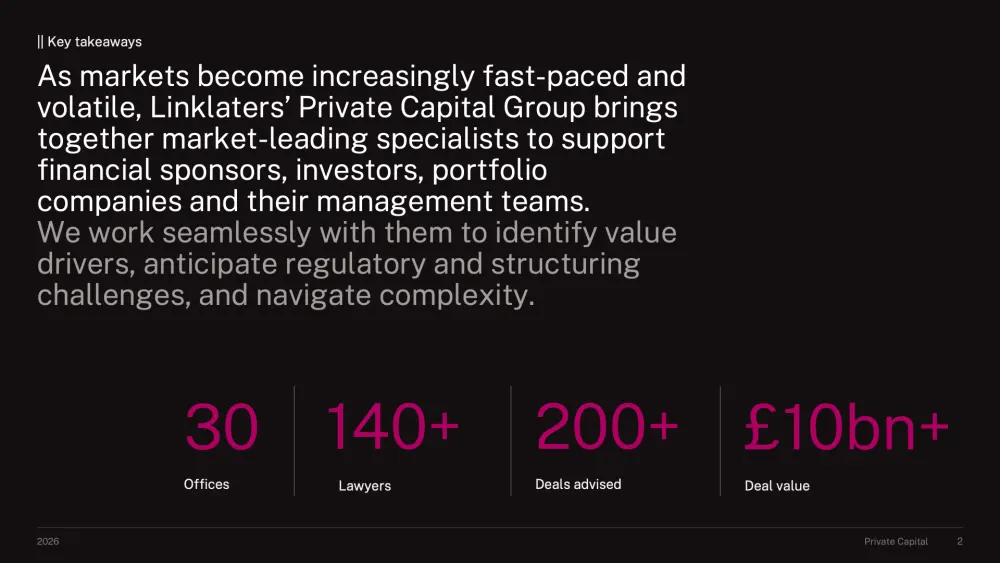 || Key takeaways
As markets become increasingly fast-paced and
volatile, Linklaters’ Private Capital Group brings
together market-leading specialists to support
financial sponsors, investors, portfolio
companies and their management teams.
We work seamlessly with them to identify value
drivers, anticipate regulatory and structuring
challenges, and navigate complexity.
30
Offices
140+
Lawyers
200+
Deals advised
£10bn+
Deal value
2026
Private Capital 2